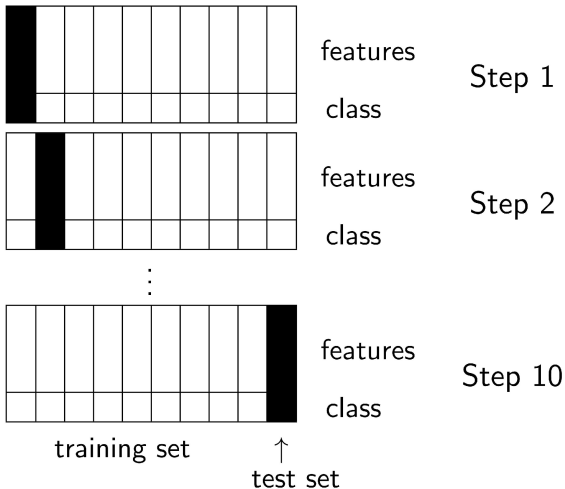 features
Step 1
class
features
Step 2
class
⋮
features
Step 10
class
training set
↑
test set